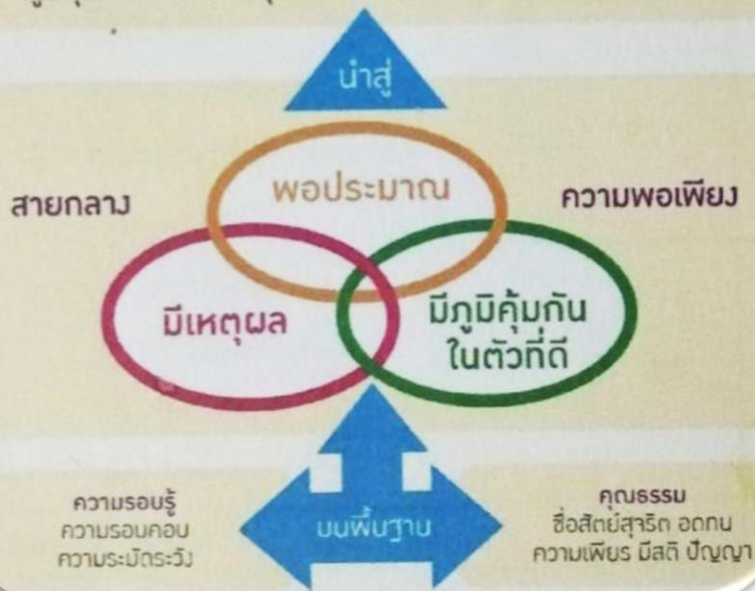 นำสู่
พอประมาณ
สายกลาง
ความพอเพียง
มีเหตุผล
มีภูมิคุ้มกัน
ในตัวที่ดี
บนพื้นฐาน
ความรอบรู้
ความรอบคอบ
ความระมัดระวัง
คุณธรรม
ซื่อสัตย์สุจริต อดทน
ความเพียร มีสติ ปัญญา